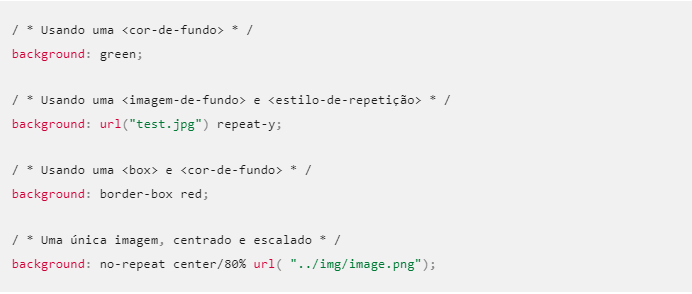 / * Usando uma <cor-de-fundo> * /
background: green;
/ * Usando uma <imagem-de-fundo> e <estilo-de-repetição> * /
background: url("test.jpg") repeat-y;
/ * Usando uma <box> e <cor-de-fundo> * /
background: border-box red;
/ * Uma única imagem, centrado e escalado * /
background: no-repeat center/80% url( "../img/image.png");